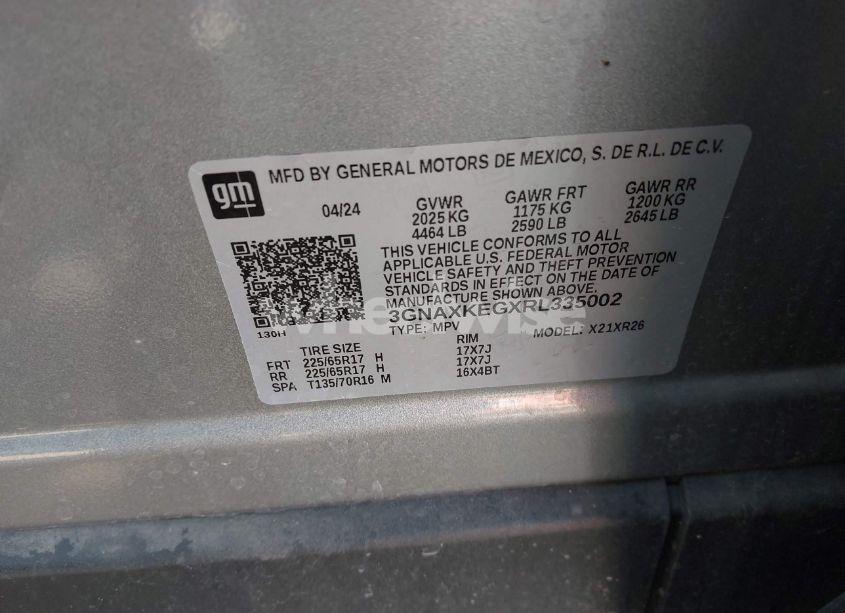 gm
MFD BY GENERAL MOTORS DE MEXICO, S. DE R.L. DE C.V.
04/24
GVWR GAWR FRT GAWR RR
2025 KG 1175 KG 1200 KG
4464 LB 2590 LB 2645 LB
THIS VEHICLE CONFORMS TO ALL
APPLICABLE U.S. FEDERAL MOTOR
VEHICLE SAFETY AND THEFT PREVENTION
STANDARDS IN EFFECT ON THE DATE OF
MANUFACTURE SHOWN ABOVE.
3GNAXKEGXRL335002
130H
TYPE: MPV MODEL: X21XR26
TIRE SIZE RIM
FRT 225/65R17 H 17X7J
RR 225/65R17 H 17X7J
SPA T135/70R16 M 16X4BT